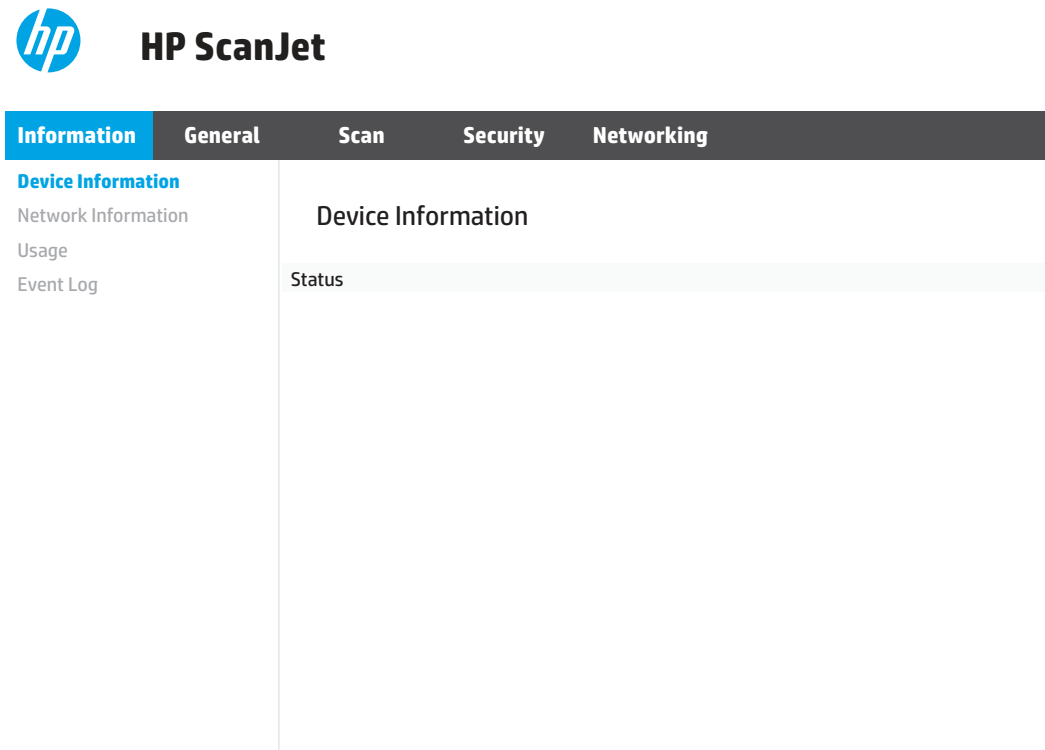 hp
HP ScanJet
Information General Scan Security Networking
Device Information
Network Information
Usage
Event Log
Device Information
Status